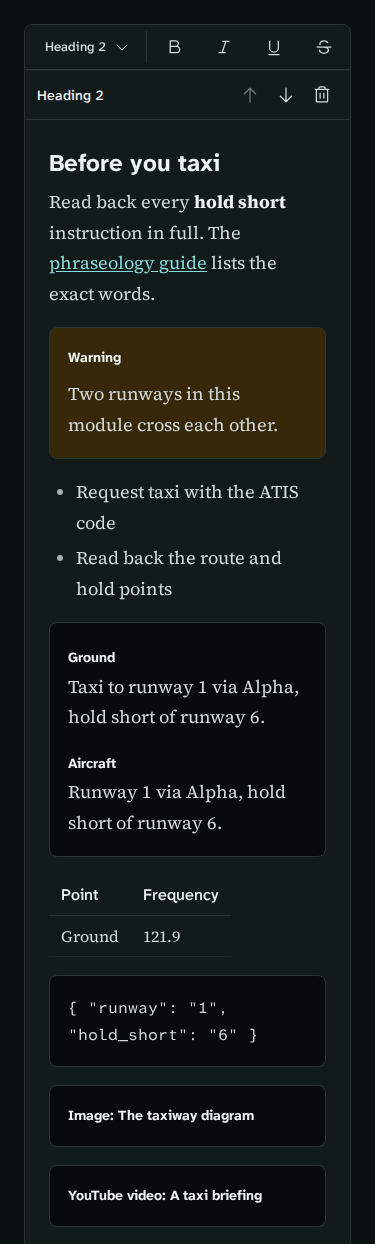 Heading 2
B I U S
Heading 2
Before you taxi
Read back every hold short
instruction in full. The
phraseology guide lists the
exact words.
Warning
Two runways in this
module cross each other.
Request taxi with the ATIS
code
Read back the route and
hold points
Ground
Taxi to runway 1 via Alpha,
hold short of runway 6.
Aircraft
Runway 1 via Alpha, hold
short of runway 6.
Point Frequency
Ground 121.9
{ "runway": "1",
"hold_short": "6" }
Image: The taxiway diagram
YouTube video: A taxi briefing